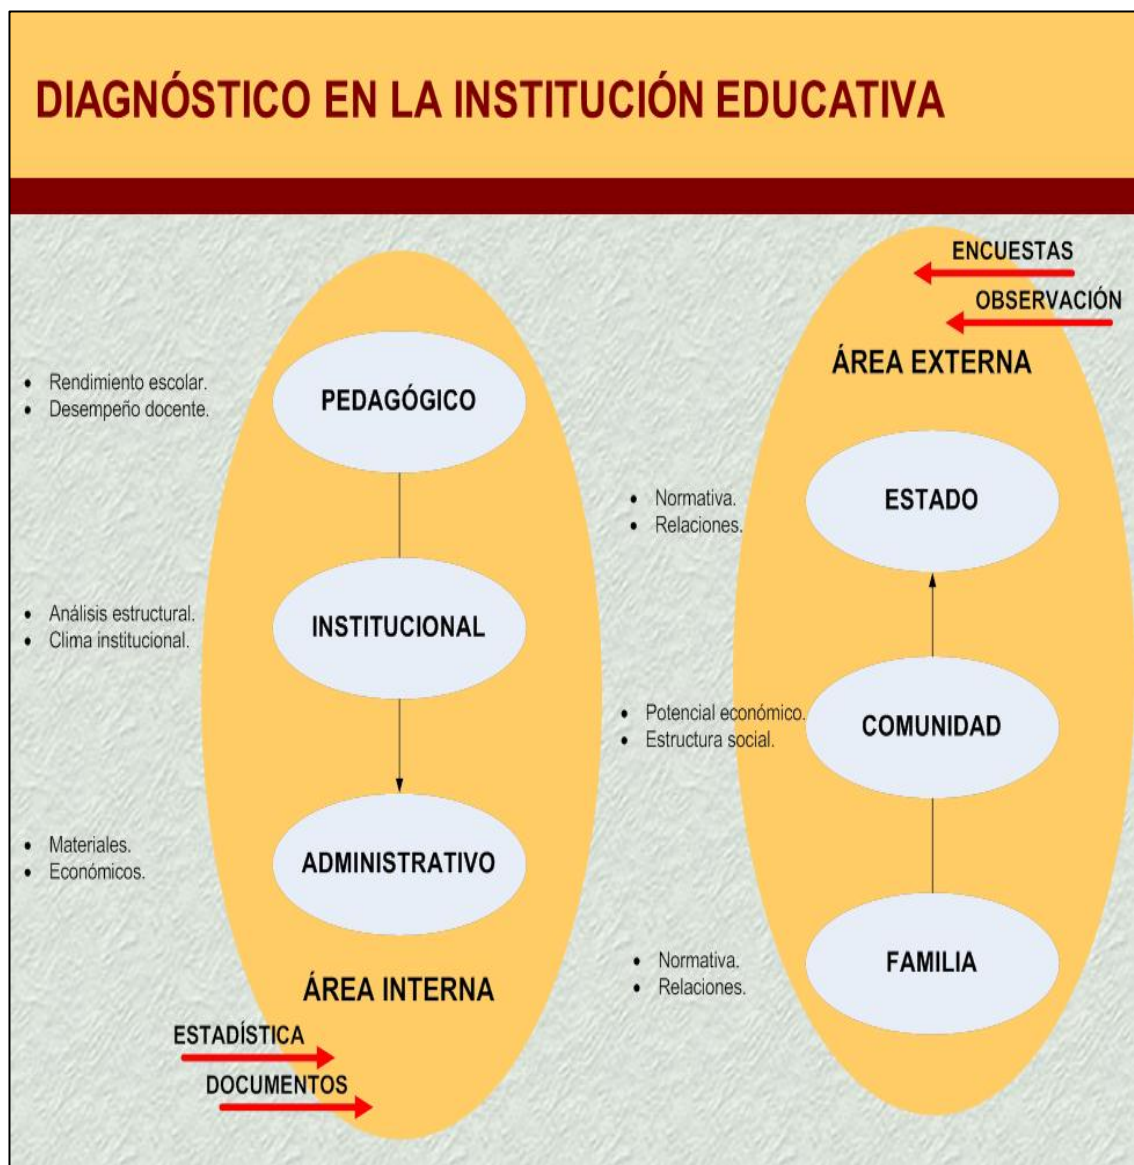 DIAGNÓSTICO EN LA INSTITUCIÓN EDUCATIVA
• Rendimiento escolar.
• Desempeño docente.
PEDAGÓGICO
• Análisis estructural.
• Clima institucional.
INSTITUCIONAL
• Materiales.
• Económicos.
ADMINISTRATIVO
ÁREA INTERNA
ESTADÍSTICA
DOCUMENTOS
ENCUESTAS
OBSERVACIÓN
ÁREA EXTERNA
• Normativa.
• Relaciones.
ESTADO
• Potencial económico.
• Estructura social.
COMUNIDAD
• Normativa.
• Relaciones.
FAMILIA